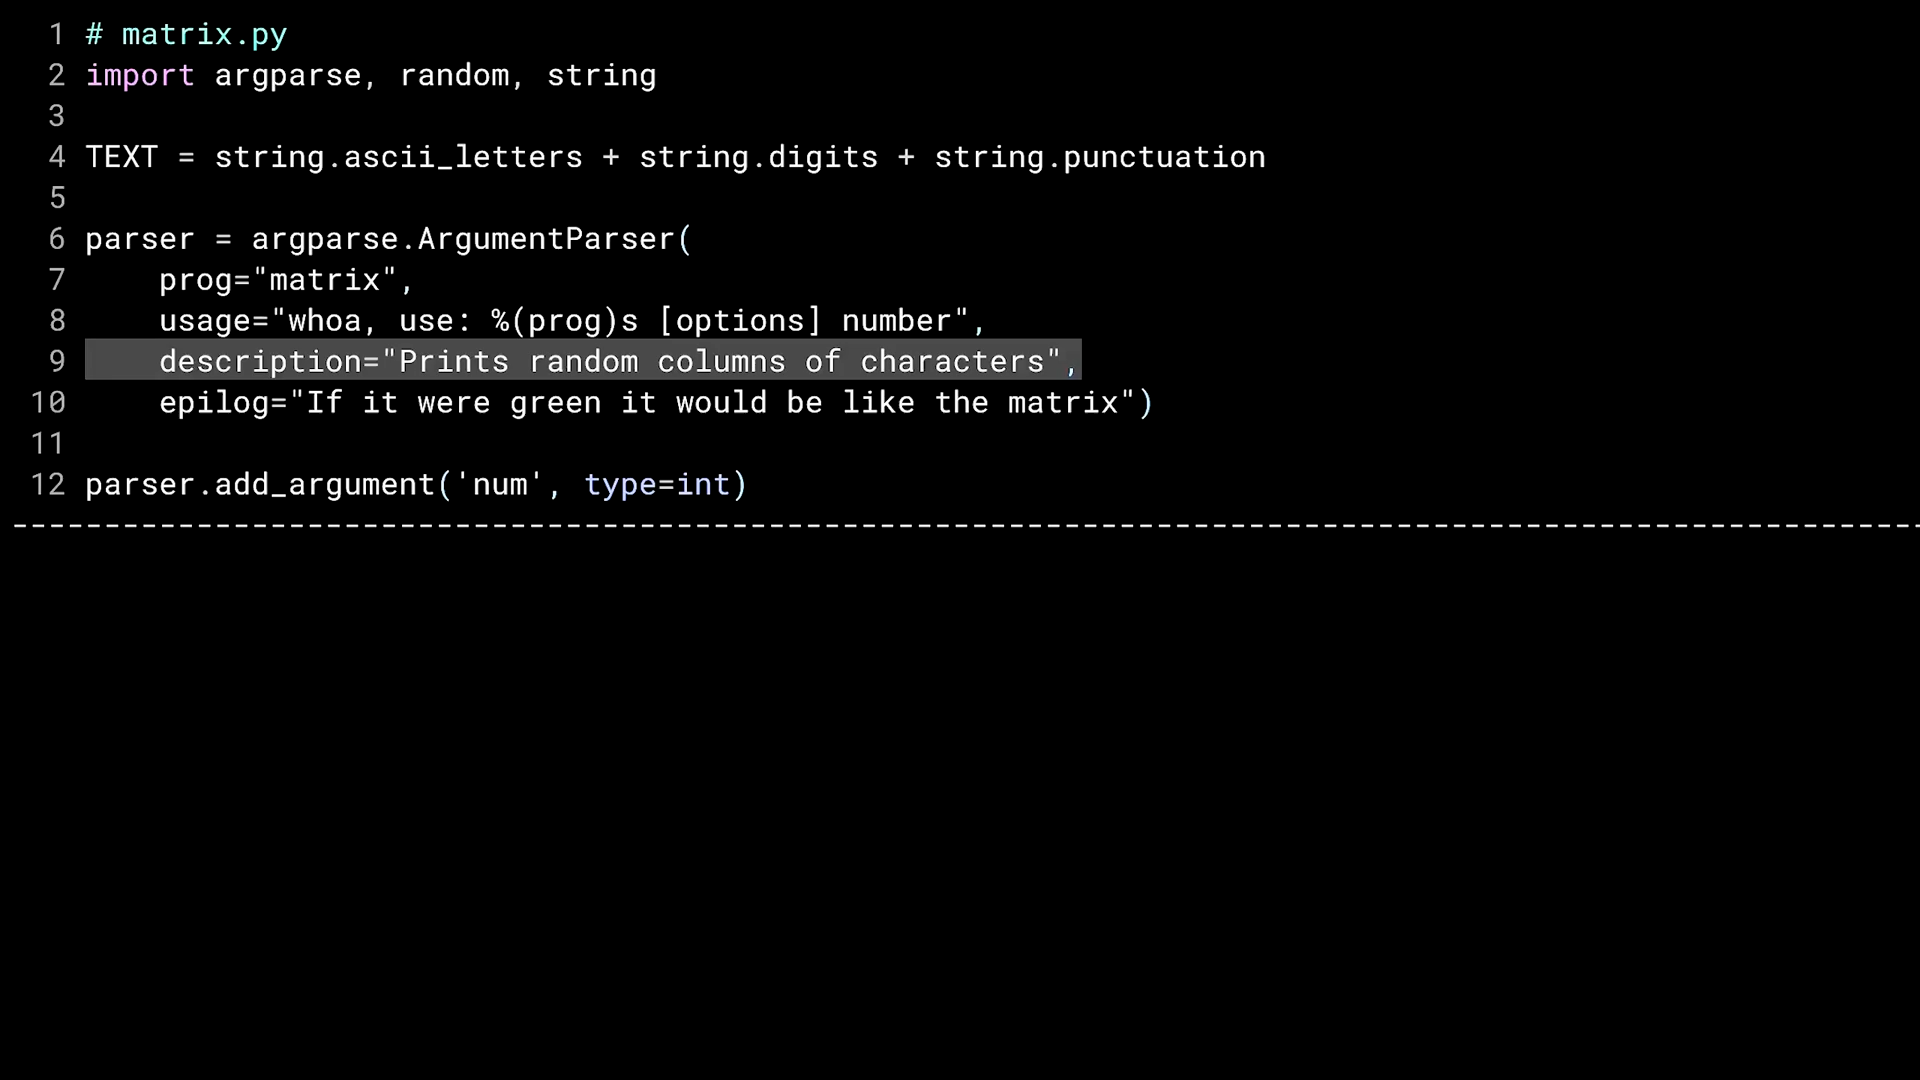 1 # matrix.py
2 import argparse, random, string
3
4 TEXT = string.ascii_letters + string.digits + string.punctuation
5
6 parser = argparse.ArgumentParser(
7     prog="matrix",
8     usage="whoa, use: %(prog)s [options] number",
9     description="Prints random columns of characters",
10     epilog="If it were green it would be like the matrix")
11
12 parser.add_argument('num', type=int)